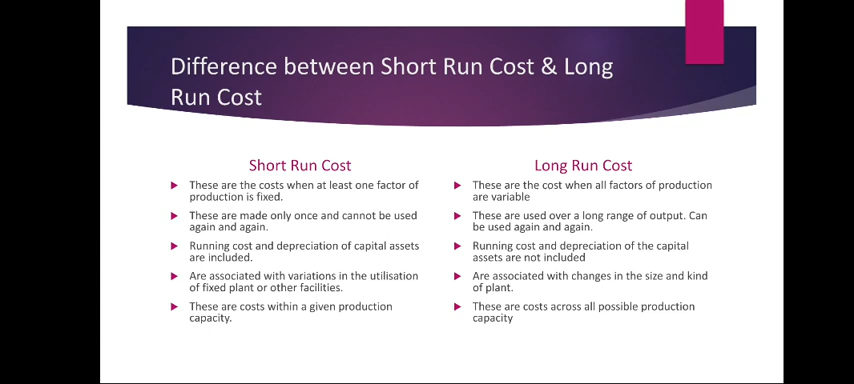 Difference between Short Run Cost & Long
Run Cost
Short Run Cost
These are the costs when at least one factor of
production is fixed.
These are made only once and cannot be used
again and again.
Running cost and depreciation of capital assets
are included.
Are associated with variations in the utilisation
of fixed plant or other facilities.
These are costs within a given production
capacity.
Long Run Cost
These are the cost when all factors of production
are variable
These are used over a long range of output. Can
be used again and again.
Running cost and depreciation of the capital
assets are not included
Are associated with changes in the size and kind
of plant.
These are costs across all possible production
capacity